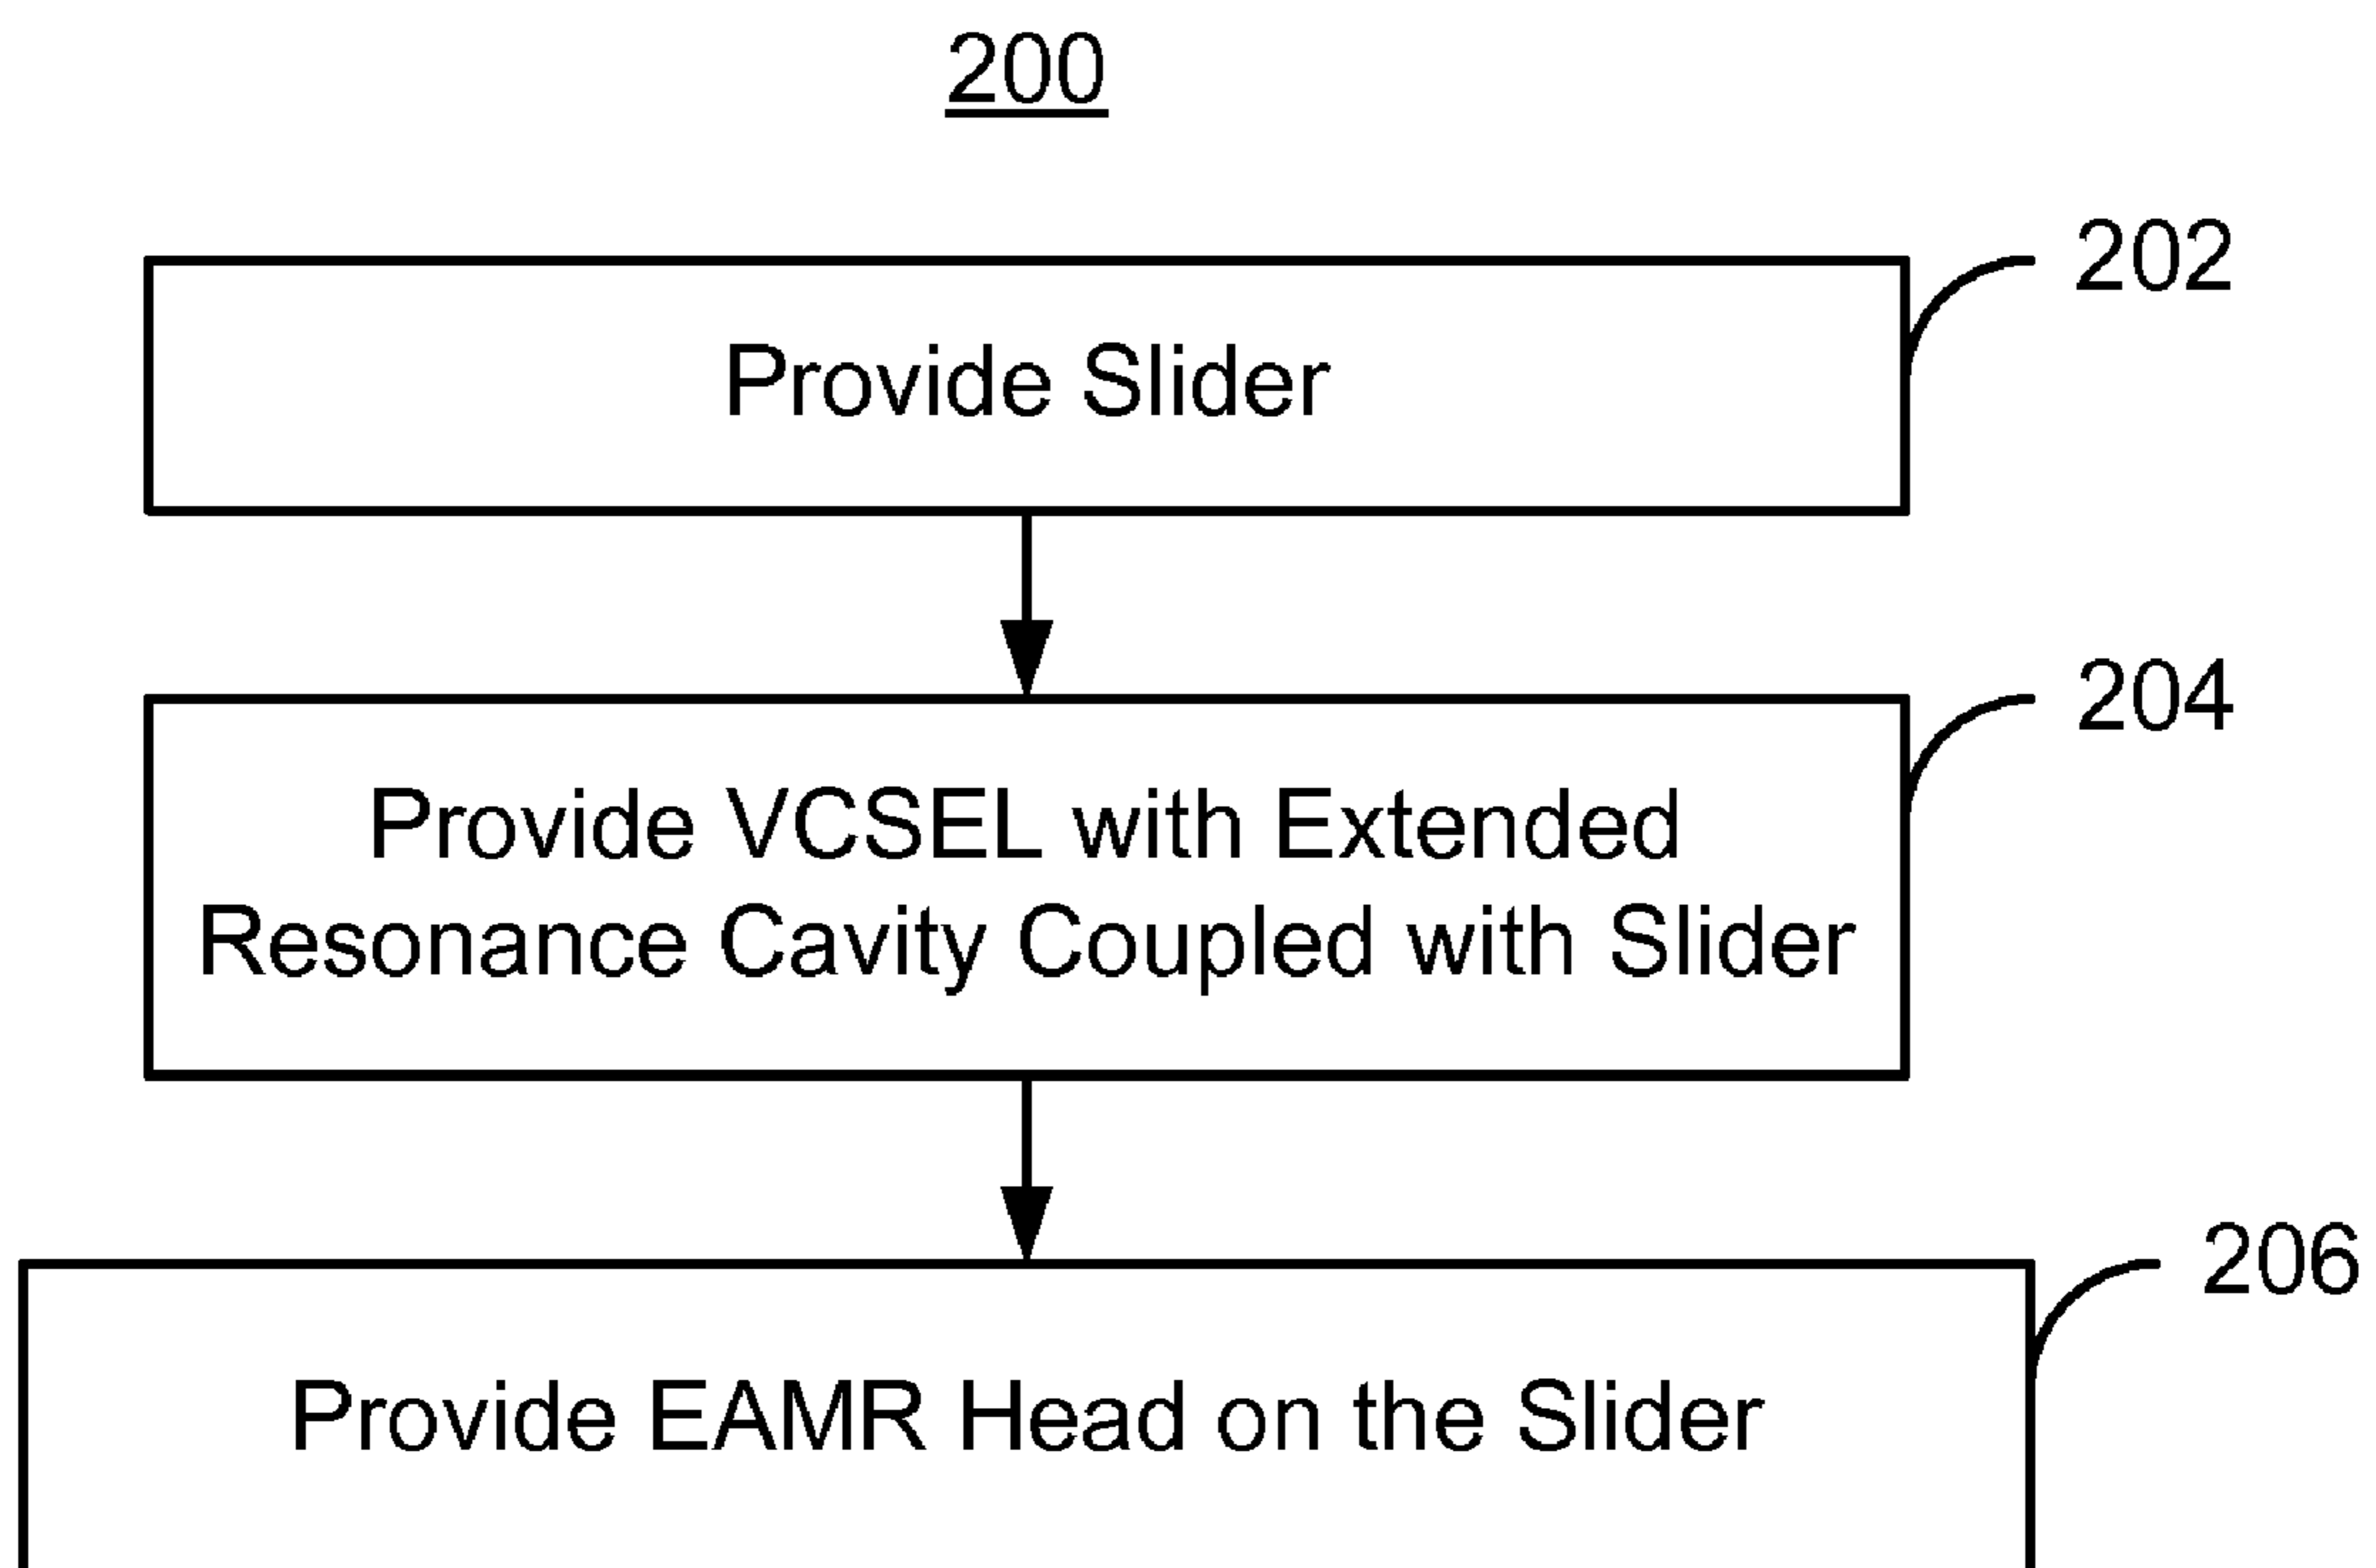 200
202
Provide Slider
204
Provide VCSEL with Extended
Resonance Cavity Coupled with Slider
206
Provide EAMR Head on the Slider